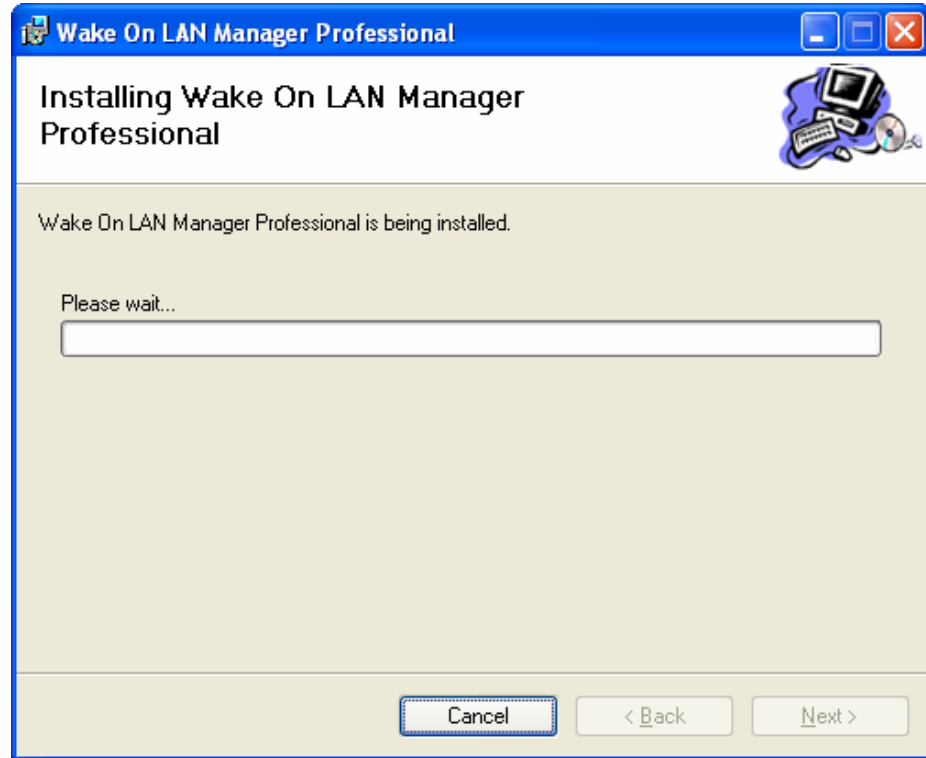 Wake On LAN Manager Professional
Installing Wake On LAN Manager
Professional
Wake On LAN Manager Professional is being installed.
Please wait...
Cancel
< Back
Next >